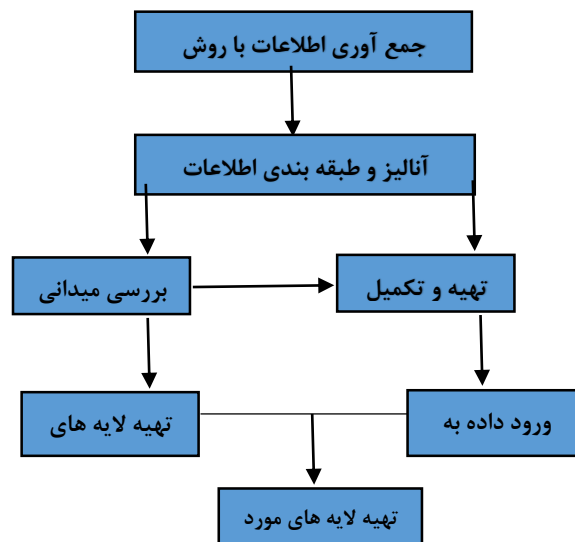 جمع آوری اطلاعات با روش
آنالیز و طبقه بندی اطلاعات
تهیه و تکمیل
بررسی میدانی
ورود داده به
تهیه لایه های
تهیه لایه های مورد